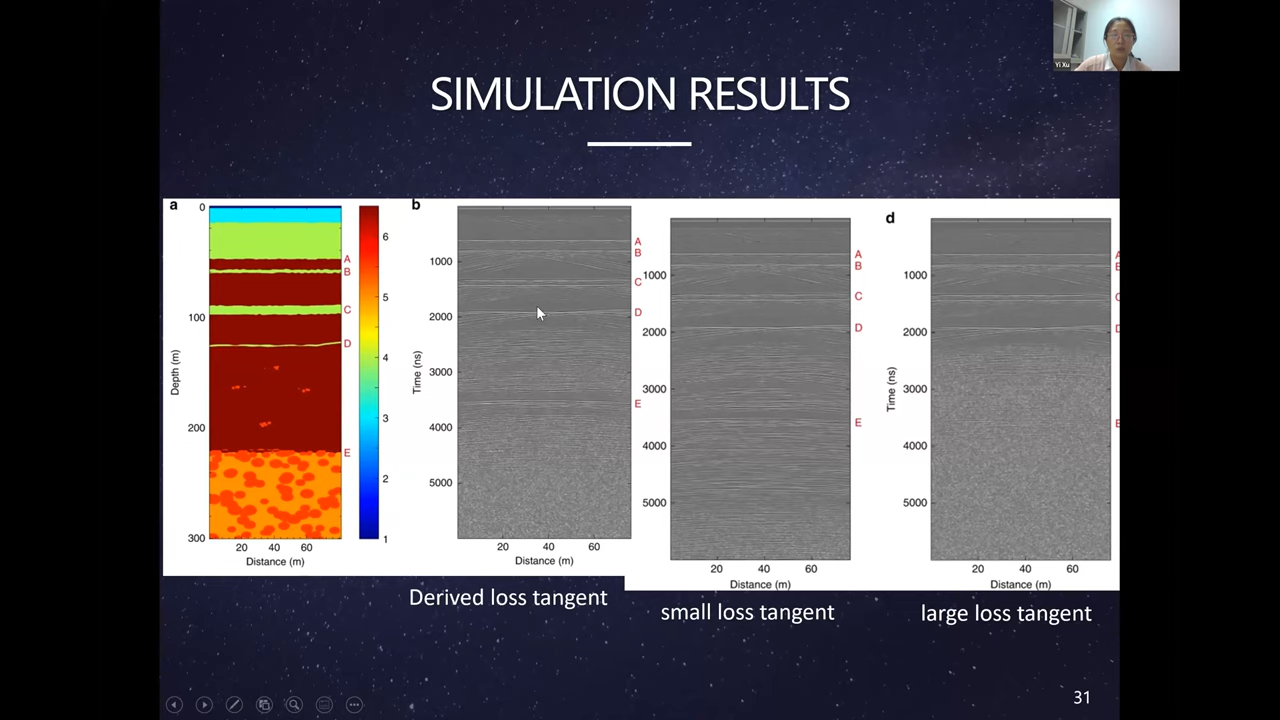 Yi Xu
SIMULATION RESULTS
a
0
100
200
300
Depth (m)
20 40 60
Distance (m)
A
B
C
D
E
6
5
4
3
2
1
b
1000
2000
3000
4000
5000
Time (ns)
20 40 60
Distance (m)
A
B
C
D
E
1000
2000
3000
4000
5000
20 40 60
Distance (m)
A
B
C
D
E
d
1000
2000
3000
4000
5000
Time (ns)
20 40 60
Distance (m)
Derived loss tangent
small loss tangent
large loss tangent
31